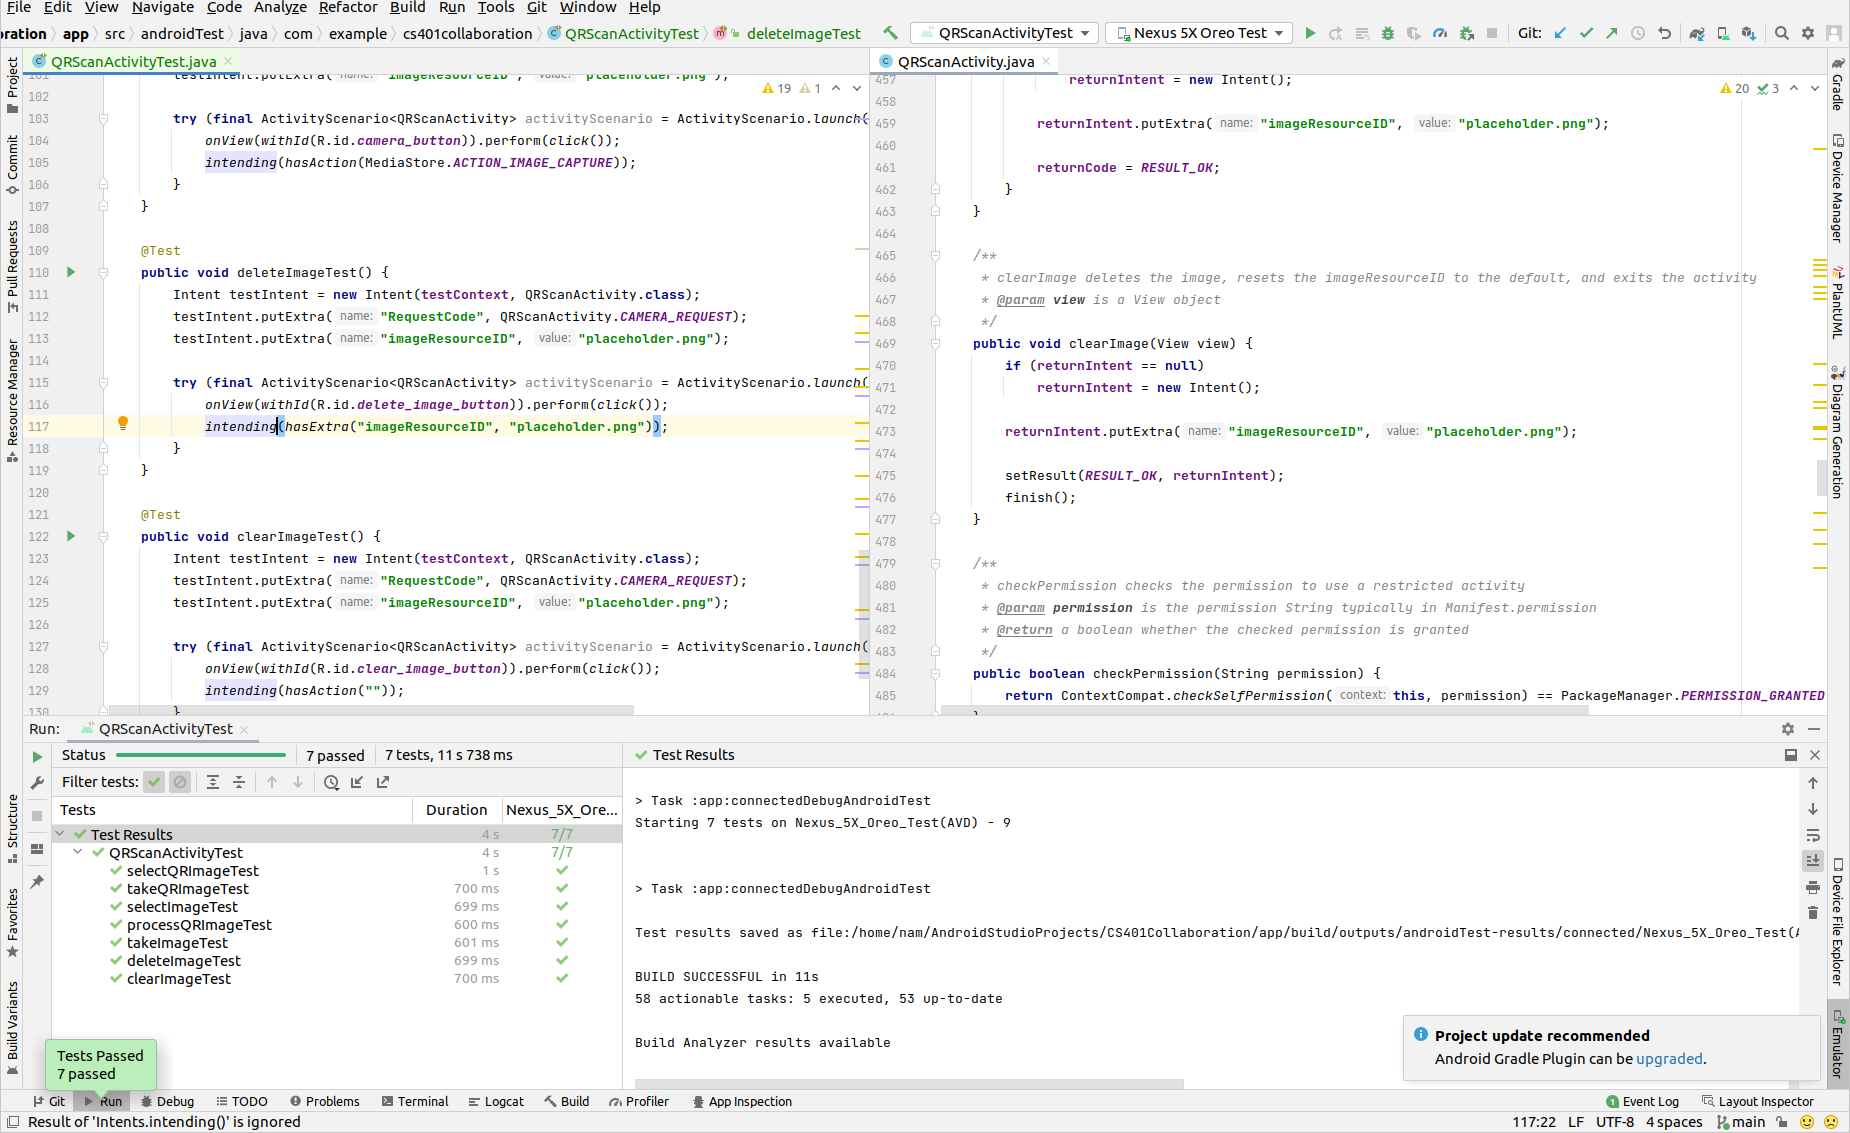 File Edit View Navigate Code Analyze Refactor Build Run Tools Git Window Help
oration app src androidTest java com example cs401collaboration QRScanActivityTest deleteImageTest QRScanActivityTest Nexus 5X Oreo Test Git:
QRScanActivityTest.java QRScanActivity.java
Project
Commit
Pull Requests
Resource Manager
Structure
Favorites
Build Variants
19 1
101 testIntent.putExtra( name: "imageResourceID", value: "placeholder.png");
102
103 try (final ActivityScenario<QRScanActivity> activityScenario = ActivityScenario.launch(
104 onView(withId(R.id.camera_button)).perform(click());
105 intending(hasAction(MediaStore.ACTION_IMAGE_CAPTURE));
106 }
107 }
108
109 @Test
110 public void deleteImageTest() {
111 Intent testIntent = new Intent(testContext, QRScanActivity.class);
112 testIntent.putExtra( name: "RequestCode", QRScanActivity.CAMERA_REQUEST);
113 testIntent.putExtra( name: "imageResourceID", value: "placeholder.png");
114
115 try (final ActivityScenario<QRScanActivity> activityScenario = ActivityScenario.launch(
116 onView(withId(R.id.delete_image_button)).perform(click());
117 intending(hasExtra("imageResourceID", "placeholder.png"));
118 }
119 }
120
121 @Test
122 public void clearImageTest() {
123 Intent testIntent = new Intent(testContext, QRScanActivity.class);
124 testIntent.putExtra( name: "RequestCode", QRScanActivity.CAMERA_REQUEST);
125 testIntent.putExtra( name: "imageResourceID", value: "placeholder.png");
126
127 try (final ActivityScenario<QRScanActivity> activityScenario = ActivityScenario.launch(
128 onView(withId(R.id.clear_image_button)).perform(click());
129 intending(hasAction(""));
130 }
20 3
457 returnIntent = new Intent();
458
459 returnIntent.putExtra( name: "imageResourceID", value: "placeholder.png");
460
461 returnCode = RESULT_OK;
462 }
463 }
464
465 /**
466 * clearImage deletes the image, resets the imageResourceID to the default, and exits the activity
467 * @param view is a View object
468 */
469 public void clearImage(View view) {
470 if (returnIntent == null)
471 returnIntent = new Intent();
472
473 returnIntent.putExtra( name: "imageResourceID", value: "placeholder.png");
474
475 setResult(RESULT_OK, returnIntent);
476 finish();
477 }
478
479 /**
480 * checkPermission checks the permission to use a restricted activity
481 * @param permission is the permission String typically in Manifest.permission
482 * @return a boolean whether the checked permission is granted
483 */
484 public boolean checkPermission(String permission) {
485 return ContextCompat.checkSelfPermission( context: this, permission) == PackageManager.PERMISSION_GRANTED
Gradle
Device Manager
PlantUML
Diagram Generation
Device File Explorer
Emulator
Run: QRScanActivityTest
Status 7 passed 7 tests, 11 s 738 ms
Filter tests:
Tests Duration Nexus_5X_Ore...
Test Results 4 s 7/7
QRScanActivityTest 4 s 7/7
selectQRImageTest 1 s
takeQRImageTest 700 ms
selectImageTest 699 ms
processQRImageTest 600 ms
takeImageTest 601 ms
deleteImageTest 699 ms
clearImageTest 700 ms
Test Results
> Task :app:connectedDebugAndroidTest
Starting 7 tests on Nexus_5X_Oreo_Test(AVD) - 9
> Task :app:connectedDebugAndroidTest
Test results saved as file:/home/nam/AndroidStudioProjects/CS401Collaboration/app/build/outputs/androidTest-results/connected/Nexus_5X_Oreo_Test(A
BUILD SUCCESSFUL in 11s
58 actionable tasks: 5 executed, 53 up-to-date
Build Analyzer results available
Project update recommended
Android Gradle Plugin can be upgraded.
Tests Passed
7 passed
Git Run Debug TODO Problems Terminal Logcat Build Profiler App Inspection 1 Event Log Layout Inspector
Result of 'Intents.intending()' is ignored 117:22 LF UTF-8 4 spaces main